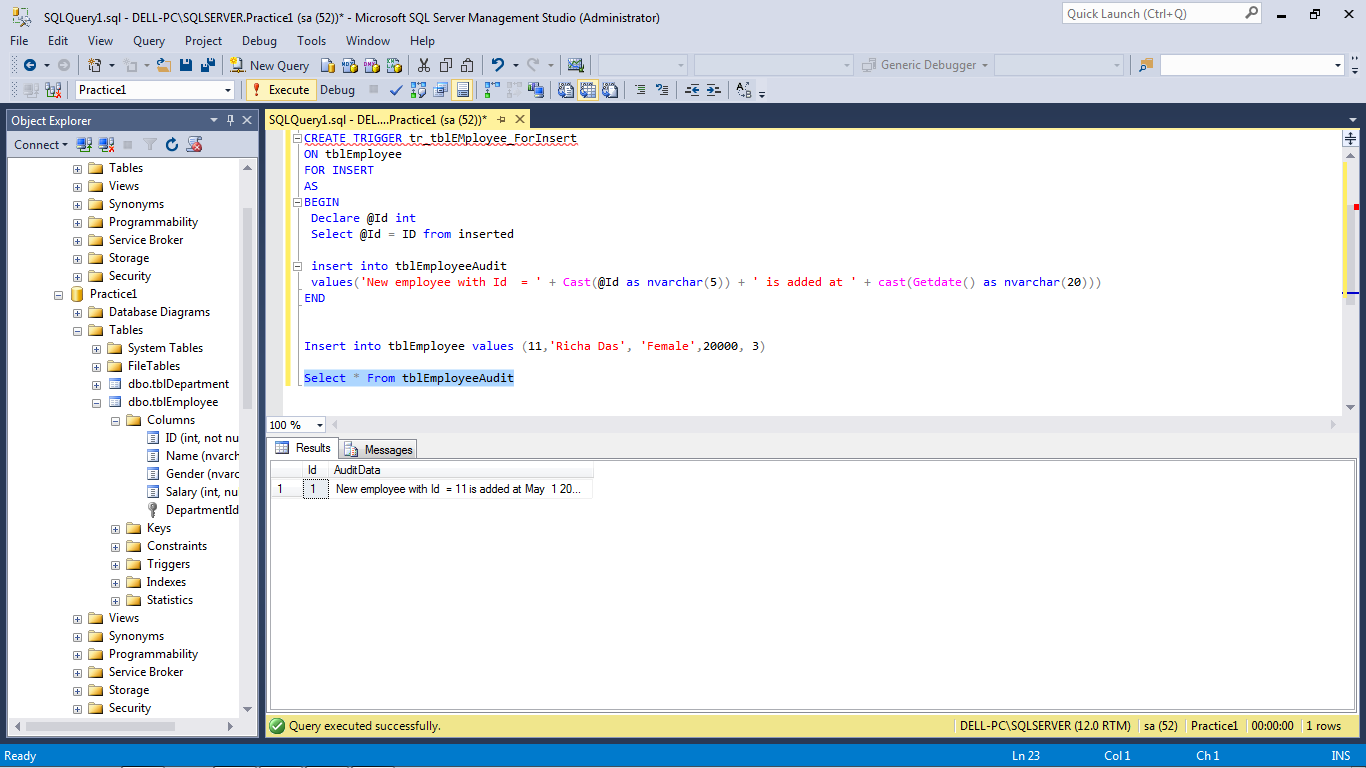 SQLQuery1.sql - DELL-PC\SQLSERVER.Practice1 (sa (52))* - Microsoft SQL Server Management Studio (Administrator)
Quick Launch (Ctrl+Q)
File Edit View Query Project Debug Tools Window Help
New Query
Generic Debugger
Practice1
Execute Debug
Object Explorer
Connect
Tables
Views
Synonyms
Programmability
Service Broker
Storage
Security
Practice1
Database Diagrams
Tables
System Tables
FileTables
dbo.tblDepartment
dbo.tblEmployee
Columns
ID (int, not nu
Name (nvarch
Gender (nvarc
Salary (int, nu
DepartmentId
Keys
Constraints
Triggers
Indexes
Statistics
Views
Synonyms
Programmability
Service Broker
Storage
Security
SQLQuery1.sql - DEL....Practice1 (sa (52))*
CREATE TRIGGER tr_tblEMployee_ForInsert
ON tblEmployee
FOR INSERT
AS
BEGIN
Declare @Id int
Select @Id = ID from inserted
insert into tblEmployeeAudit
values('New employee with Id  = ' + Cast(@Id as nvarchar(5)) + ' is added at ' + cast(Getdate() as nvarchar(20)))
END
Insert into tblEmployee values (11,'Richa Das', 'Female',20000, 3)
Select * From tblEmployeeAudit
100 %
Results Messages
Id AuditData
1 1 New employee with Id  = 11 is added at May  1 20...
Query executed successfully.
DELL-PC\SQLSERVER (12.0 RTM) sa (52) Practice1 00:00:00 1 rows
Ready Ln 23 Col 1 Ch 1 INS